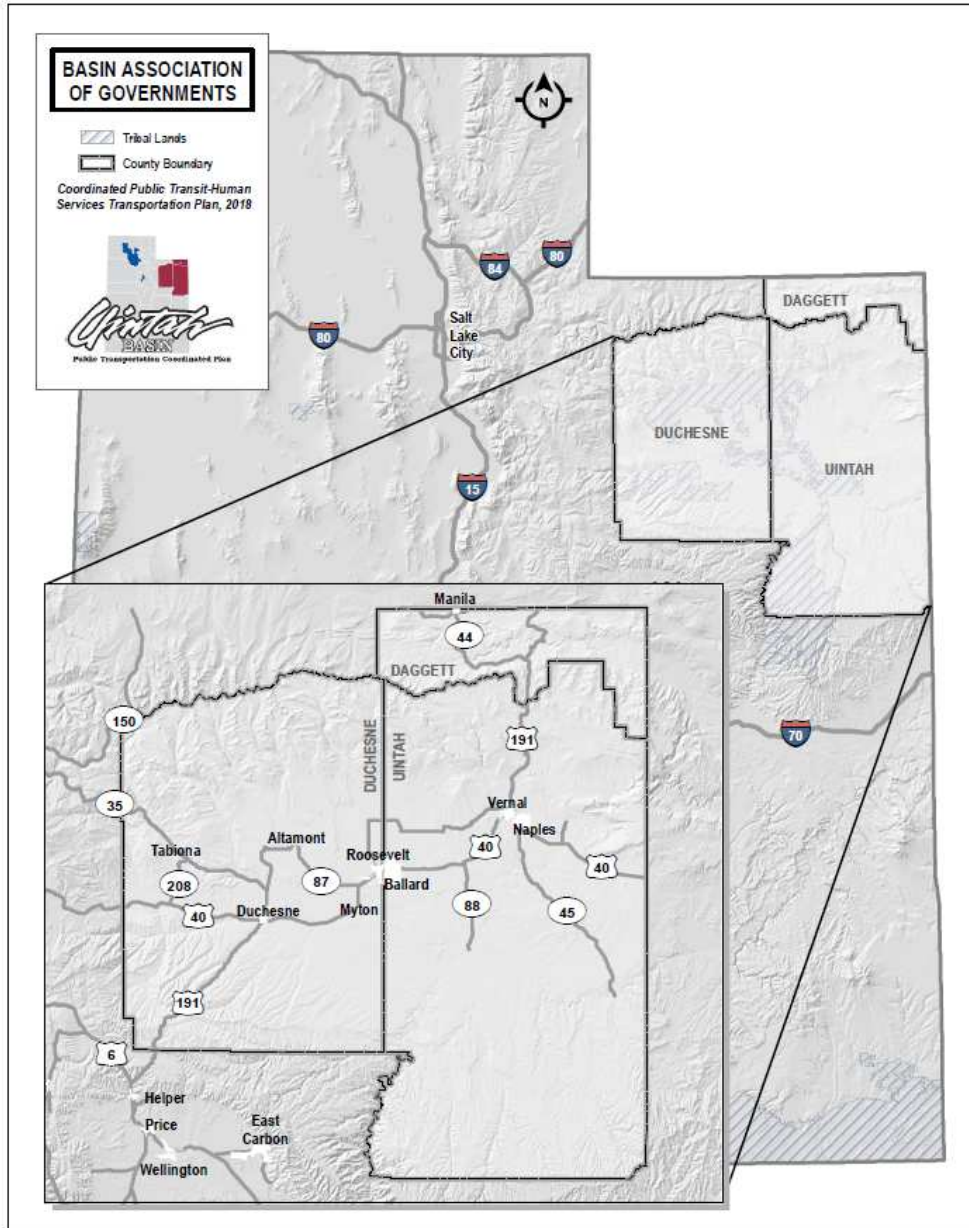 BASIN ASSOCIATION
OF GOVERNMENTS
Tribal Lands
County Boundary
Coordinated Public Transit-Human
Services Transportation Plan, 2018
Uintah
BASIN
Public Transportation Coordinated Plan
N
84
80
80
Salt
Lake
City
15
DAGGETT
DUCHESNE
UINTAH
70
Manila
44
DAGGETT
150
DUCHESNE
UINTAH
191
35
Vernal
Naples
Altamont
Tabiona
Roosevelt
40
40
208
87
Ballard
40
Duchesne
Myton
88
45
191
6
Helper
Price
East
Carbon
Wellington